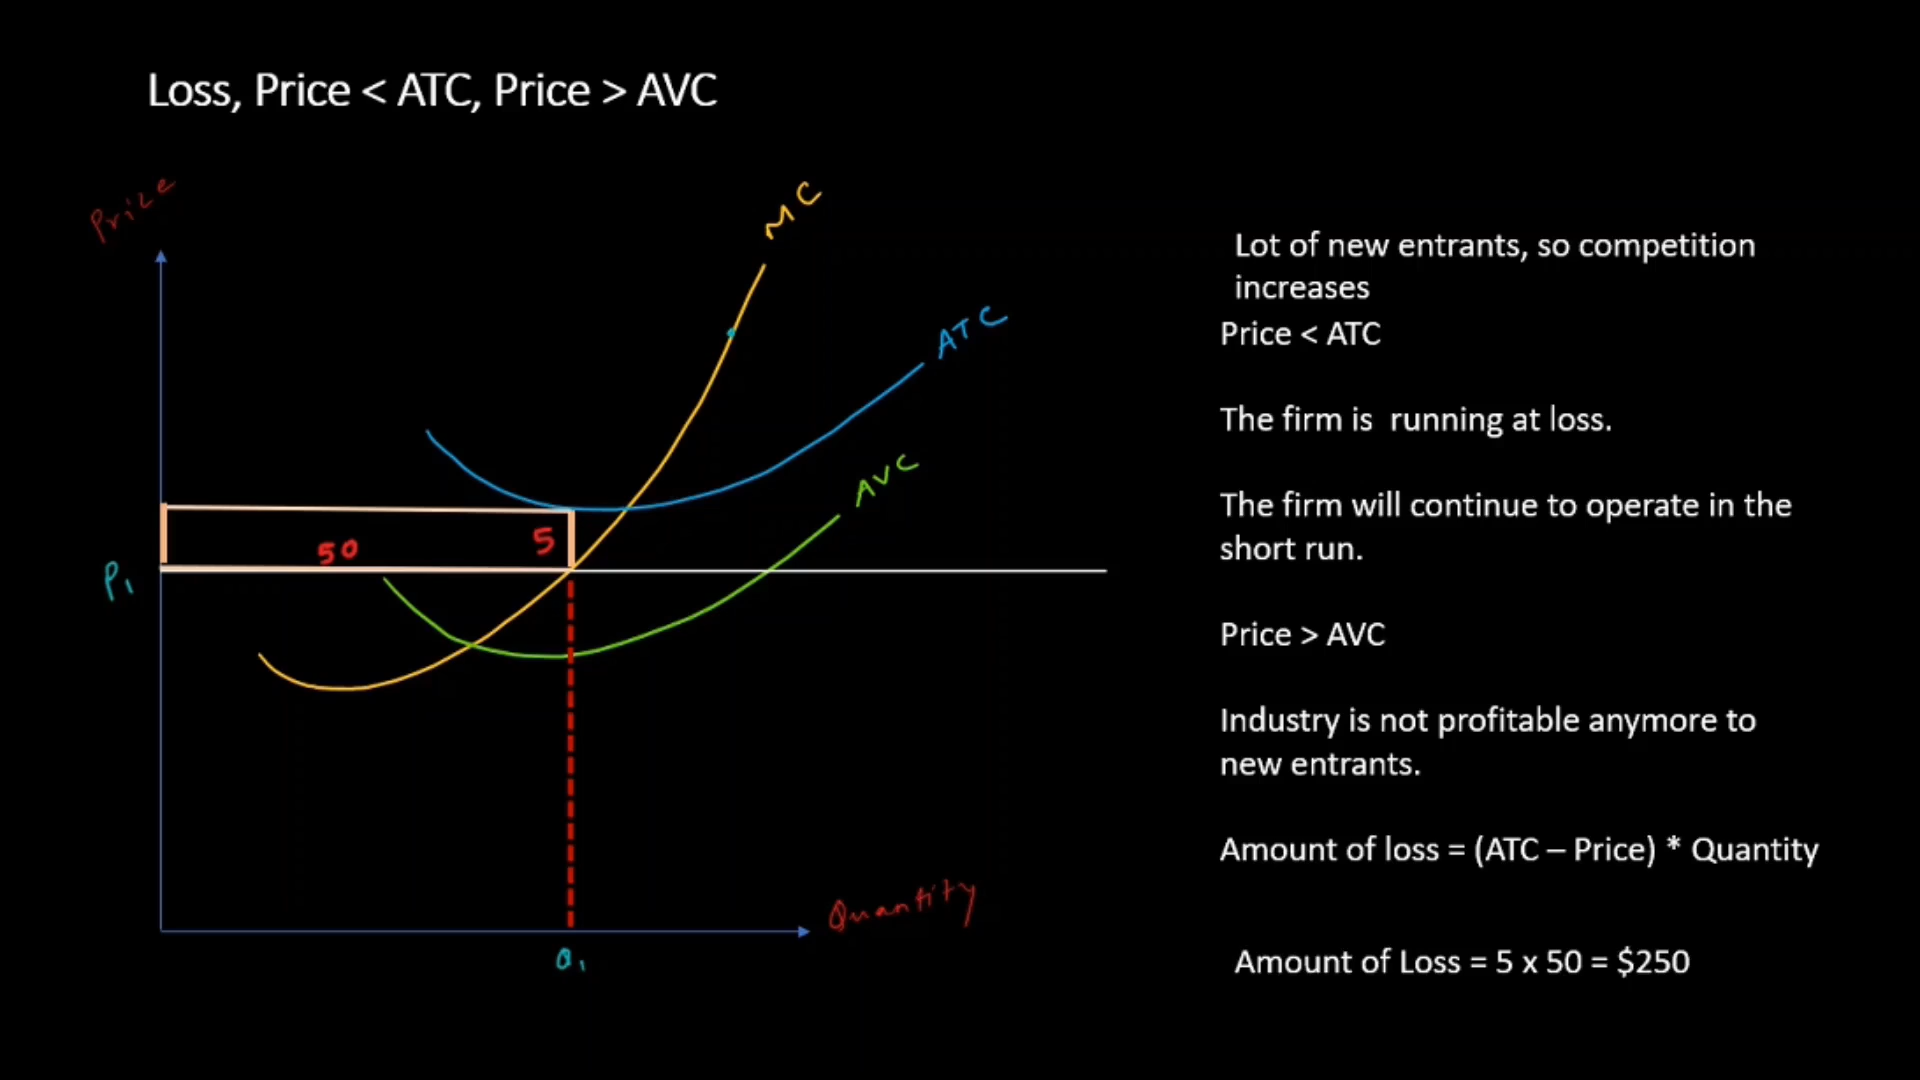 Loss, Price < ATC, Price > AVC
Price
MC
ATC
AVC
50
5
P1
Quantity
Q1
Lot of new entrants, so competition
increases
Price < ATC
The firm is  running at loss.
The firm will continue to operate in the
short run.
Price > AVC
Industry is not profitable anymore to
new entrants.
Amount of loss = (ATC – Price) * Quantity
Amount of Loss = 5 x 50 = $250